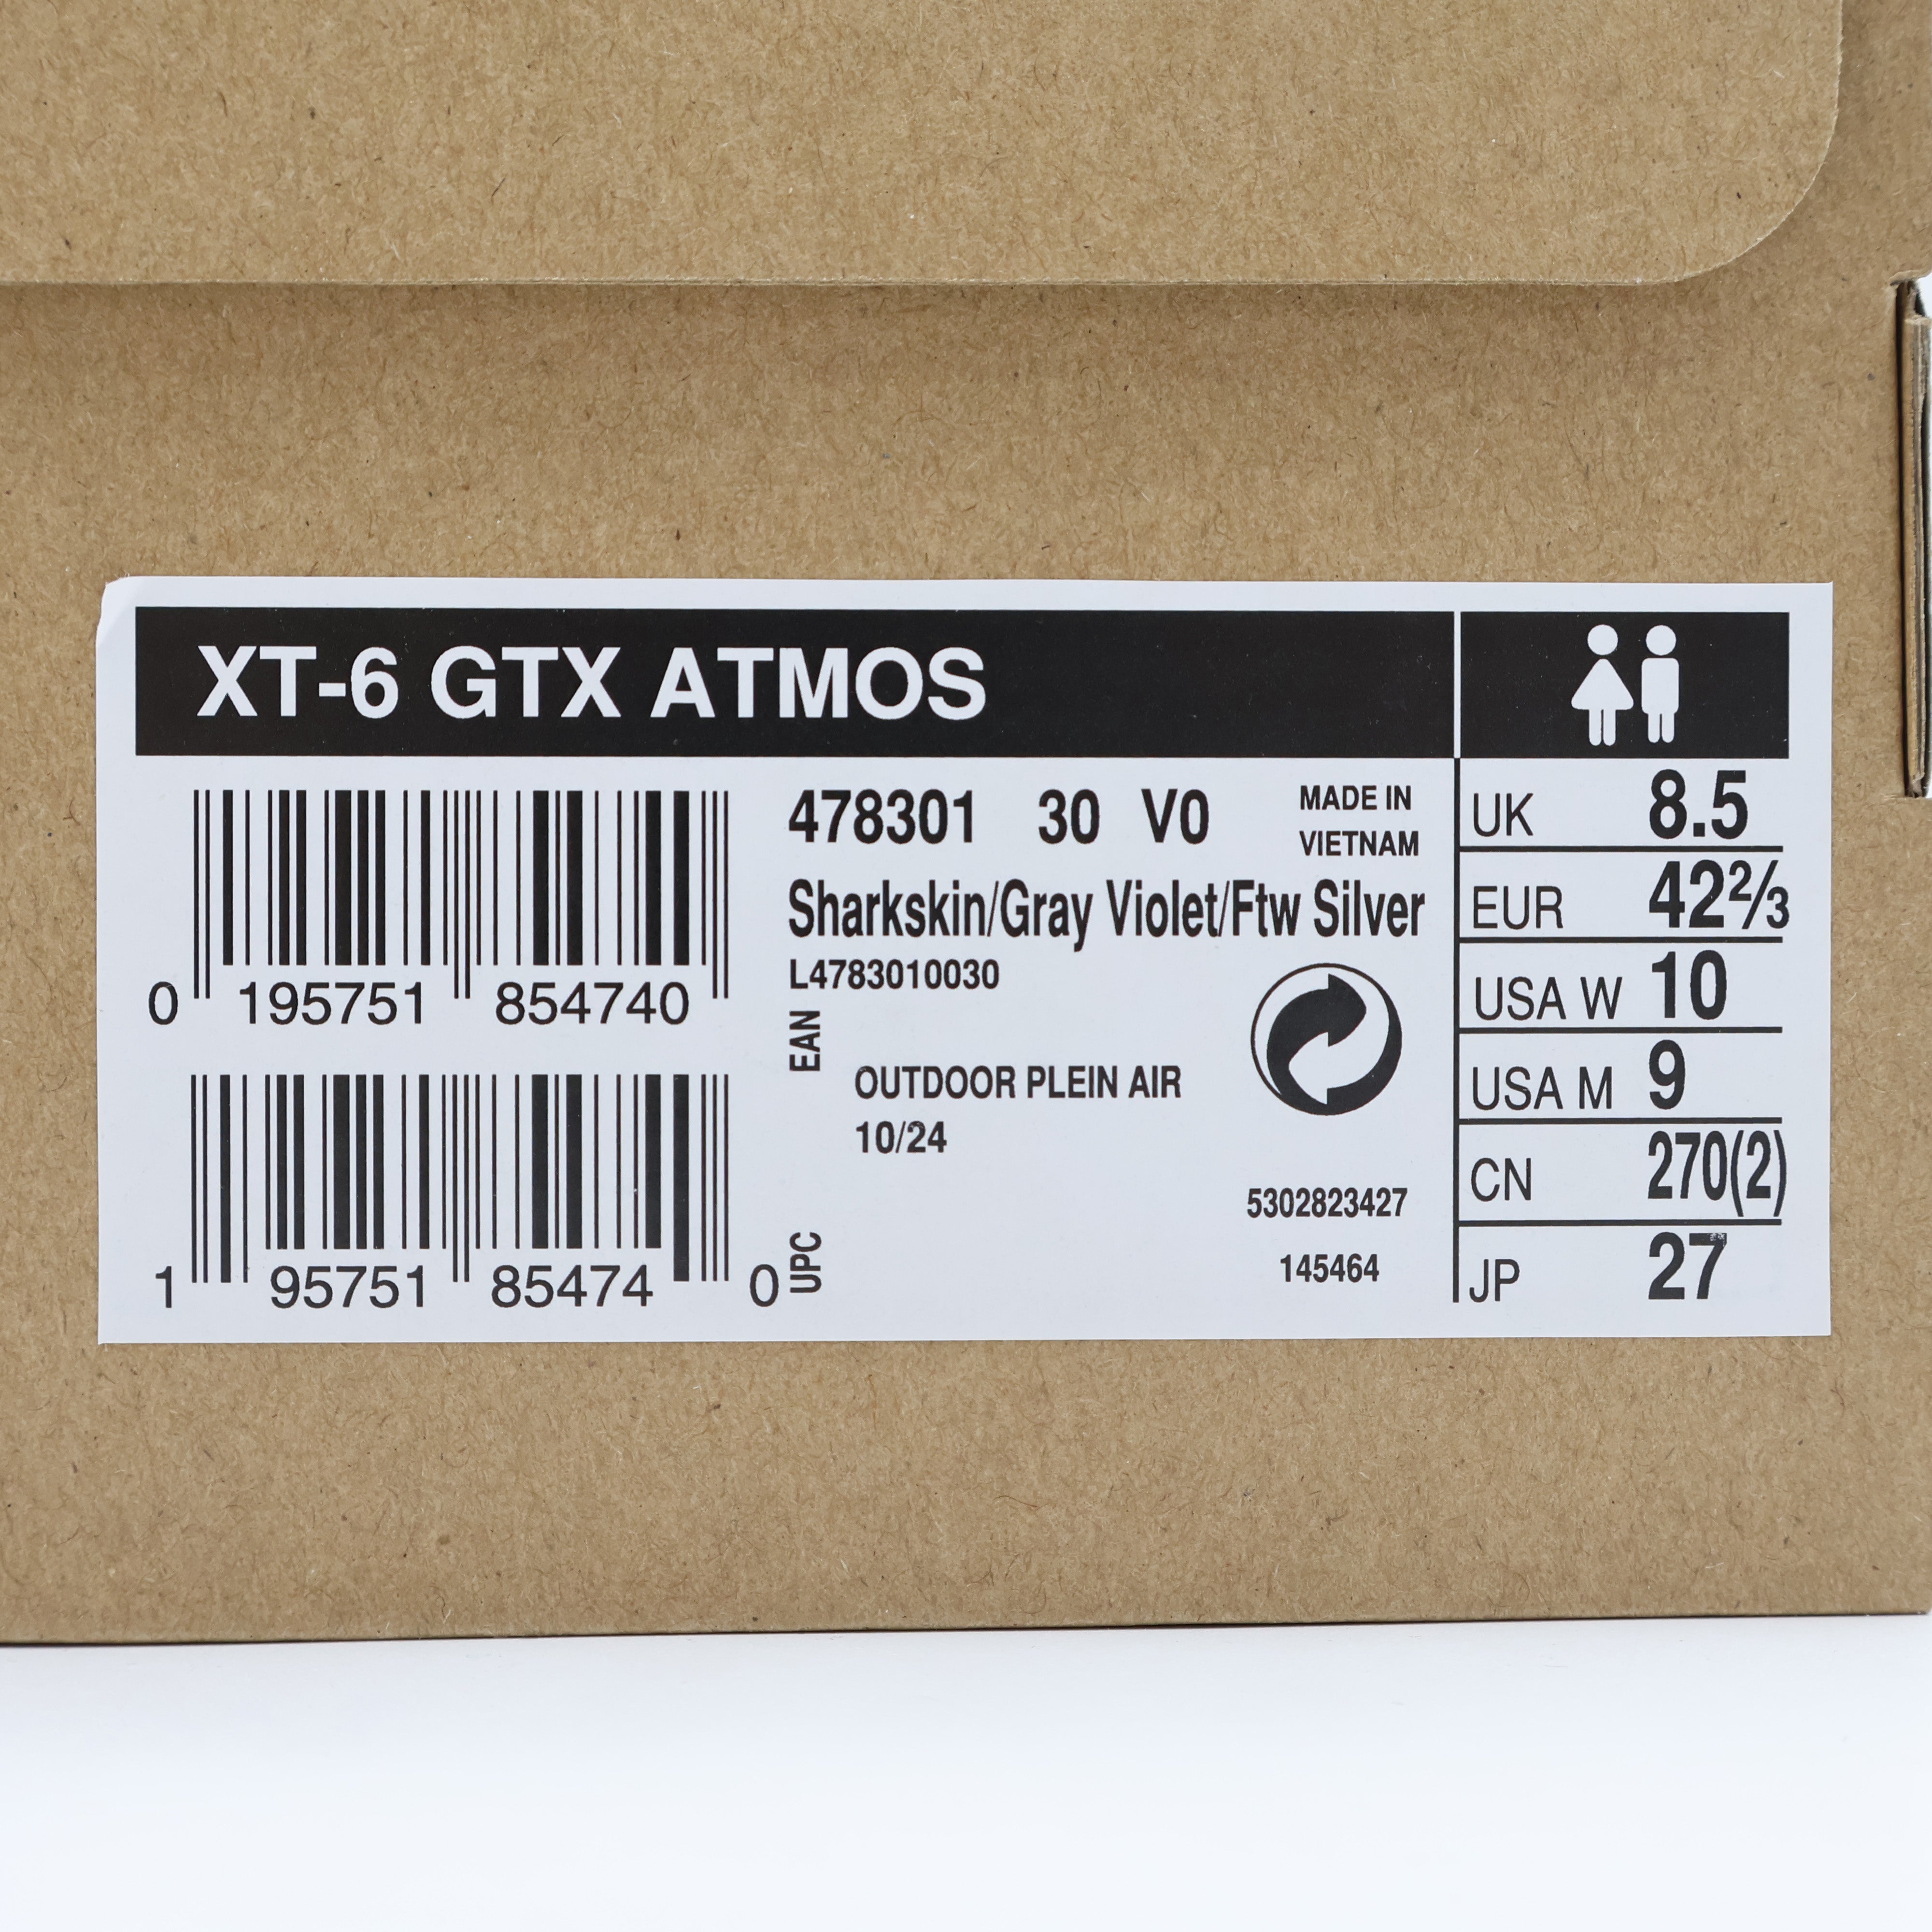 XT-6 GTX ATMOS
0 195751 854740
EAN
1 95751 85474 0
UPC
478301 30 V0
MADE IN
VIETNAM
Sharkskin/Gray Violet/Ftw Silver
L4783010030
OUTDOOR PLEIN AIR
10/24
5302823427
145464
UK 8.5
EUR 42⅔
USA W 10
USA M 9
CN 270(2)
JP 27